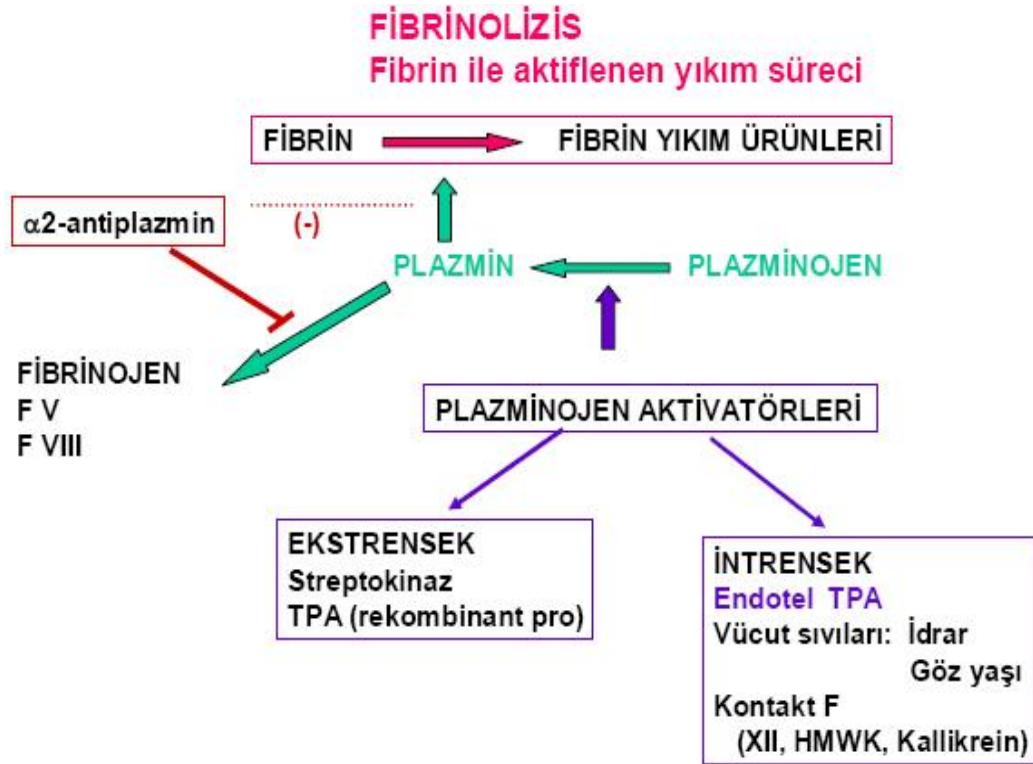 FİBRİNOLİZİS
Fibrin ile aktiflenen yıkım süreci
FİBRİN FİBRİN YIKIM ÜRÜNLERİ
α2-antiplazmin
(-)
PLAZMİN PLAZMİNOJEN
FİBRİNOJEN
F V
F VIII
PLAZMİNOJEN AKTİVATÖRLERİ
EKSTRENSEK
Streptokinaz
TPA (rekombinant pro)
İNTRENSEK
Endotel TPA
Vücut sıvıları: İdrar
Göz yaşı
Kontakt F
(XII, HMWK, Kallikrein)